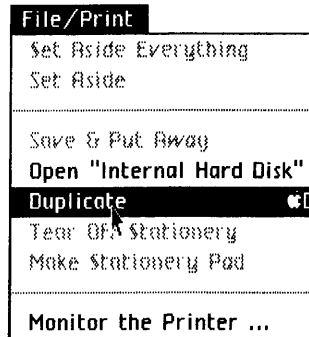 File/Print
Set Aside Everything
Set Aside
Save & Put Away
Open "Internal Hard Disk"
Duplicate D
Tear Off Stationery
Make Stationery Pad
Monitor the Printer ...